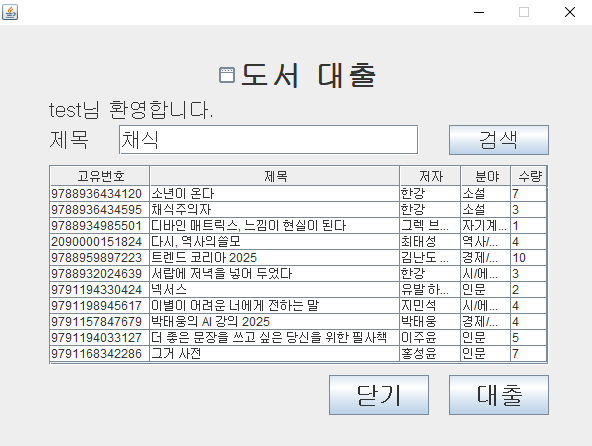 도서 대출
test님 환영합니다.
제목 채식 검색
고유번호 제목 저자 분야 수량
9788936434120 소년이 온다 한강 소설 7
9788936434595 채식주의자 한강 소설 3
9788934985501 디바인 매트릭스, 느낌이 현실이 된다 그렉 브... 자기계... 1
2090000151824 다시, 역사의쓸모 최태성 역사/... 4
9788959897223 트렌드 코리아 2025 김난도 ... 경제/... 10
9788932024639 서랍에 저녁을 넣어 두었다 한강 시/에... 3
9791194330424 넥서스 유발 하... 인문 2
9791198945617 이별이 어려운 너에게 전하는 말 지민석 시/에... 4
9791157847679 박태웅의 AI 강의 2025 박태웅 경제/... 4
9791194033127 더 좋은 문장을 쓰고 싶은 당신을 위한 필사책 이주윤 인문 5
9791168342286 그거 사전 홍성윤 인문 7
닫기 대출